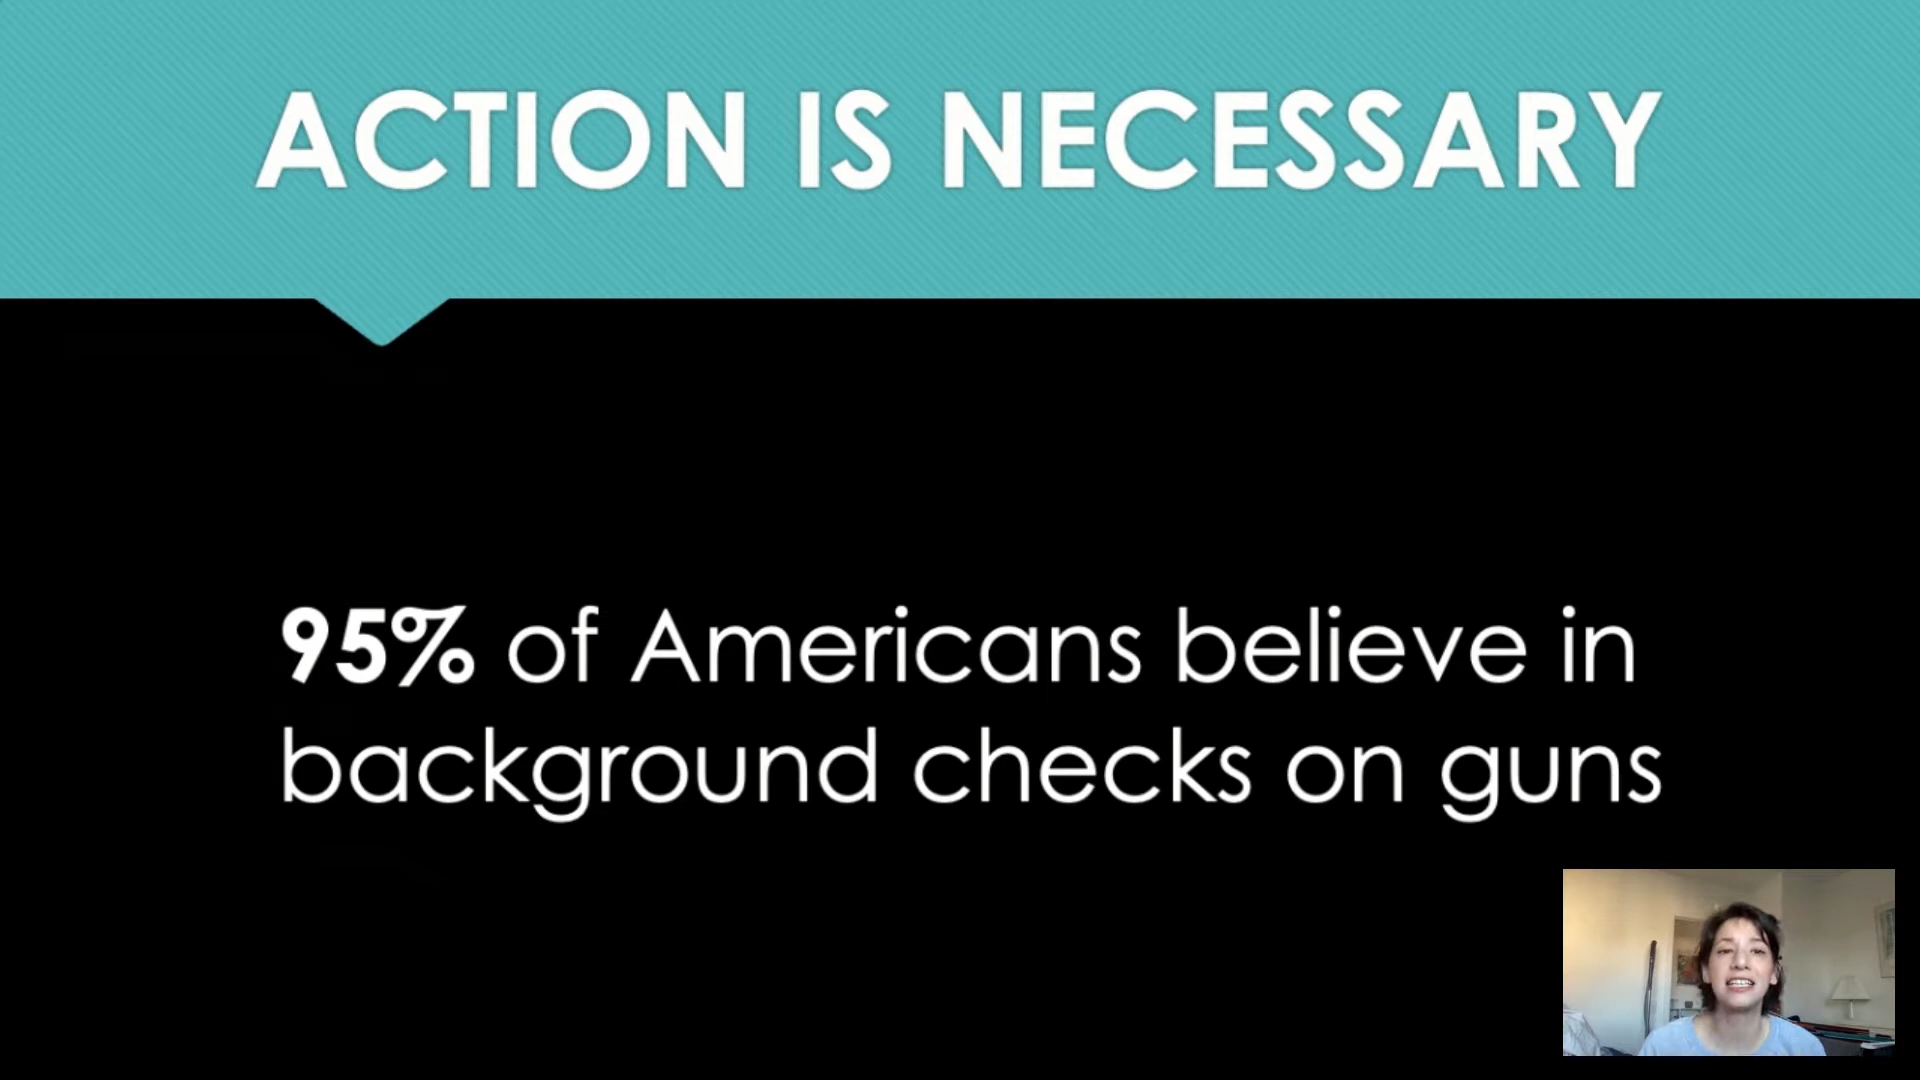 ACTION IS NECESSARY
95% of Americans believe in
background checks on guns